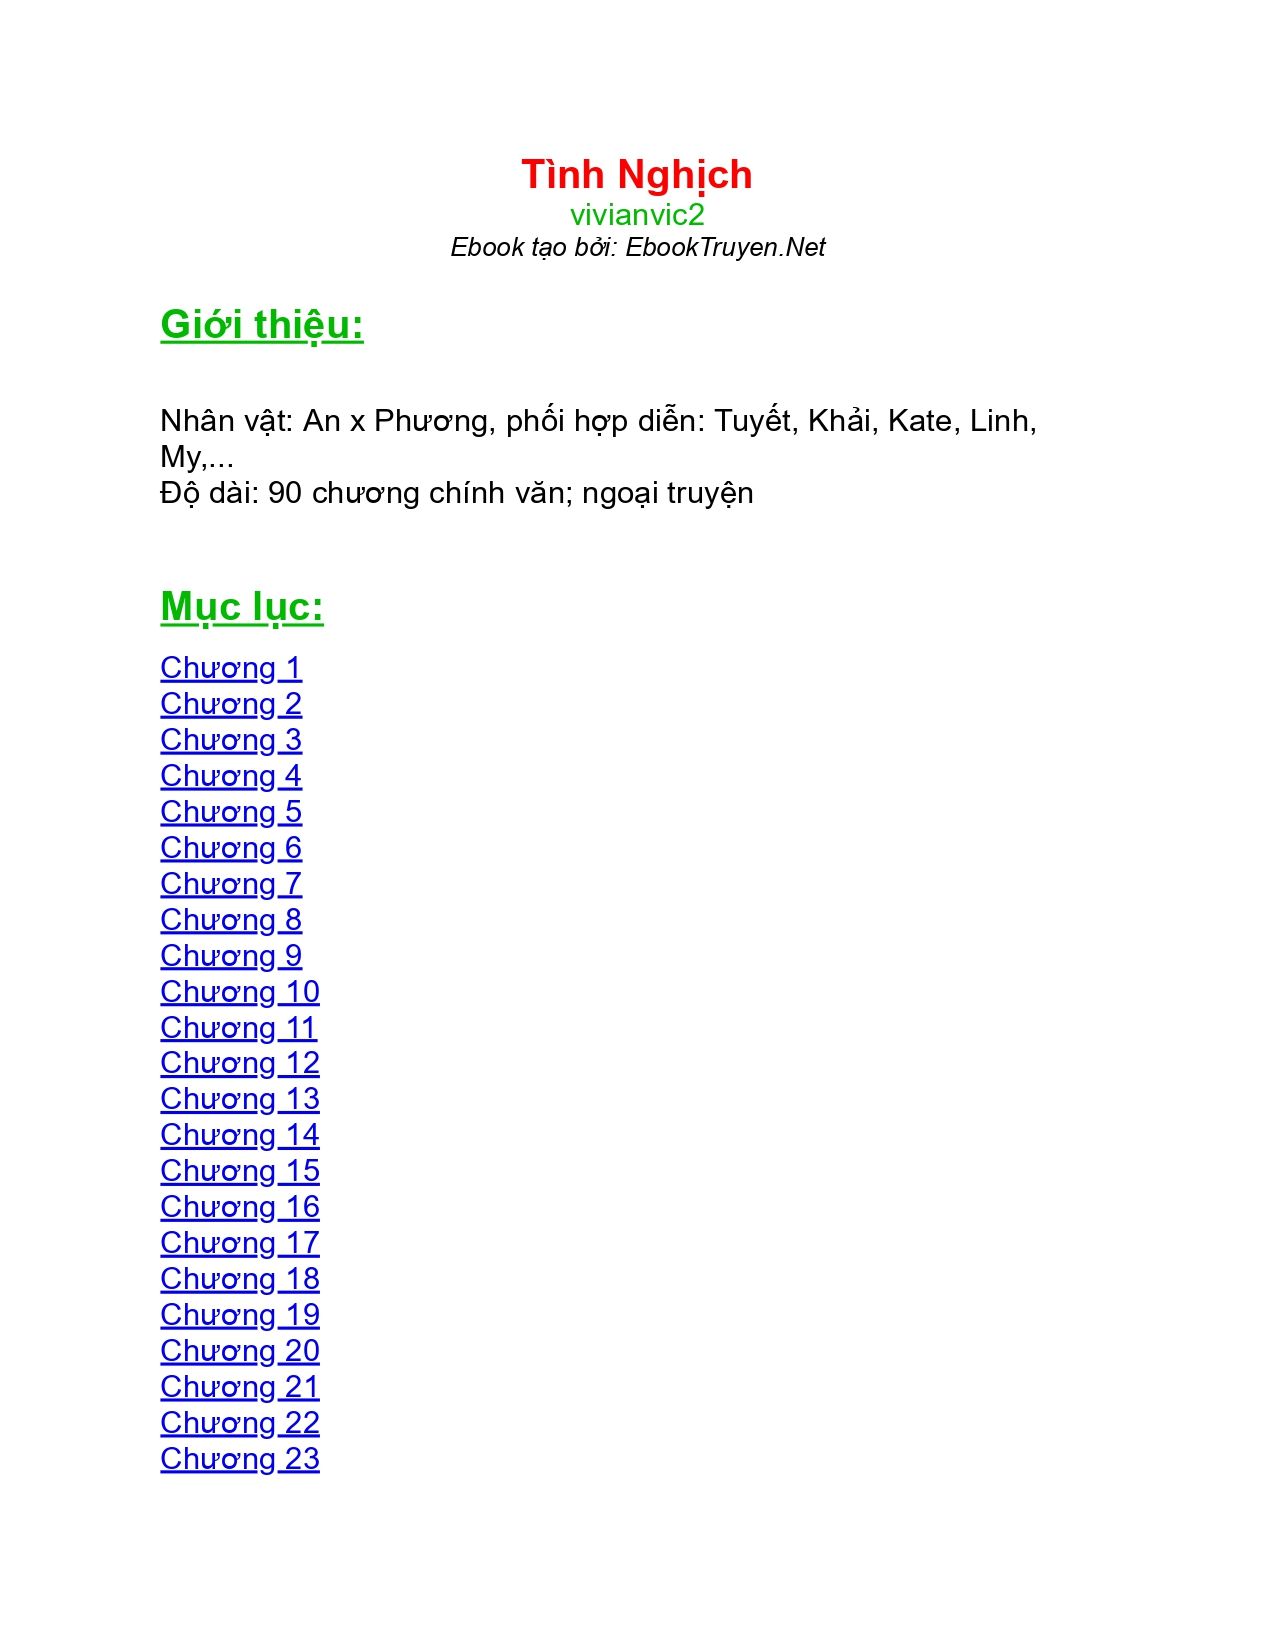 Tình Nghịch
vivianvic2
Ebook tạo bởi: EbookTruyen.Net
Giới thiệu:
Nhân vật: An x Phương, phối hợp diễn: Tuyết, Khải, Kate, Linh,
My,...
Độ dài: 90 chương chính văn; ngoại truyện
Mục lục:
Chương 1
Chương 2
Chương 3
Chương 4
Chương 5
Chương 6
Chương 7
Chương 8
Chương 9
Chương 10
Chương 11
Chương 12
Chương 13
Chương 14
Chương 15
Chương 16
Chương 17
Chương 18
Chương 19
Chương 20
Chương 21
Chương 22
Chương 23